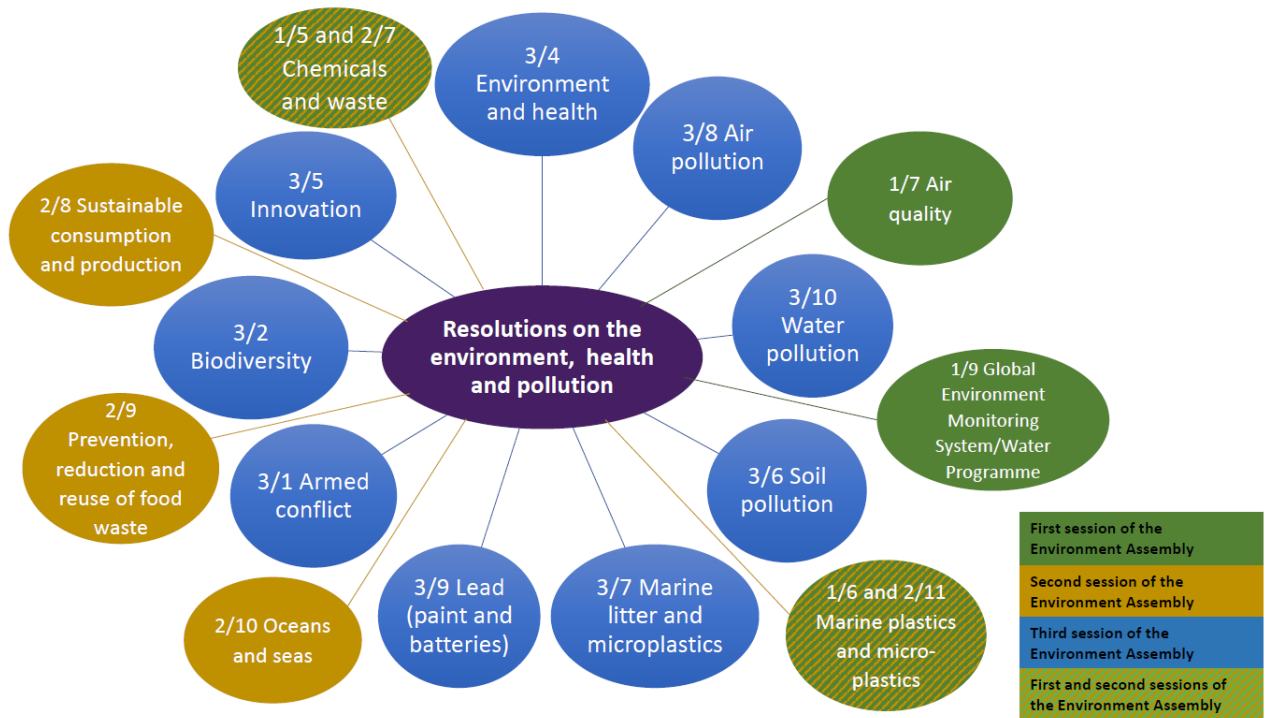 1/5 and 2/7
Chemicals
and waste
3/4
Environment
and health
3/8 Air
pollution
1/7 Air
quality
3/5
Innovation
2/8 Sustainable
consumption
and production
3/10
Water
pollution
Resolutions on the
environment, health
and pollution
3/2
Biodiversity
1/9 Global
Environment
Monitoring
System/Water
Programme
2/9
Prevention,
reduction and
reuse of food
waste
3/1 Armed
conflict
3/6 Soil
pollution
2/10 Oceans
and seas
3/9 Lead
(paint and
batteries)
3/7 Marine
litter and
microplastics
1/6 and 2/11
Marine plastics
and micro-
plastics
First session of the
Environment Assembly
Second session of the
Environment Assembly
Third session of the
Environment Assembly
First and second sessions of
the Environment Assembly